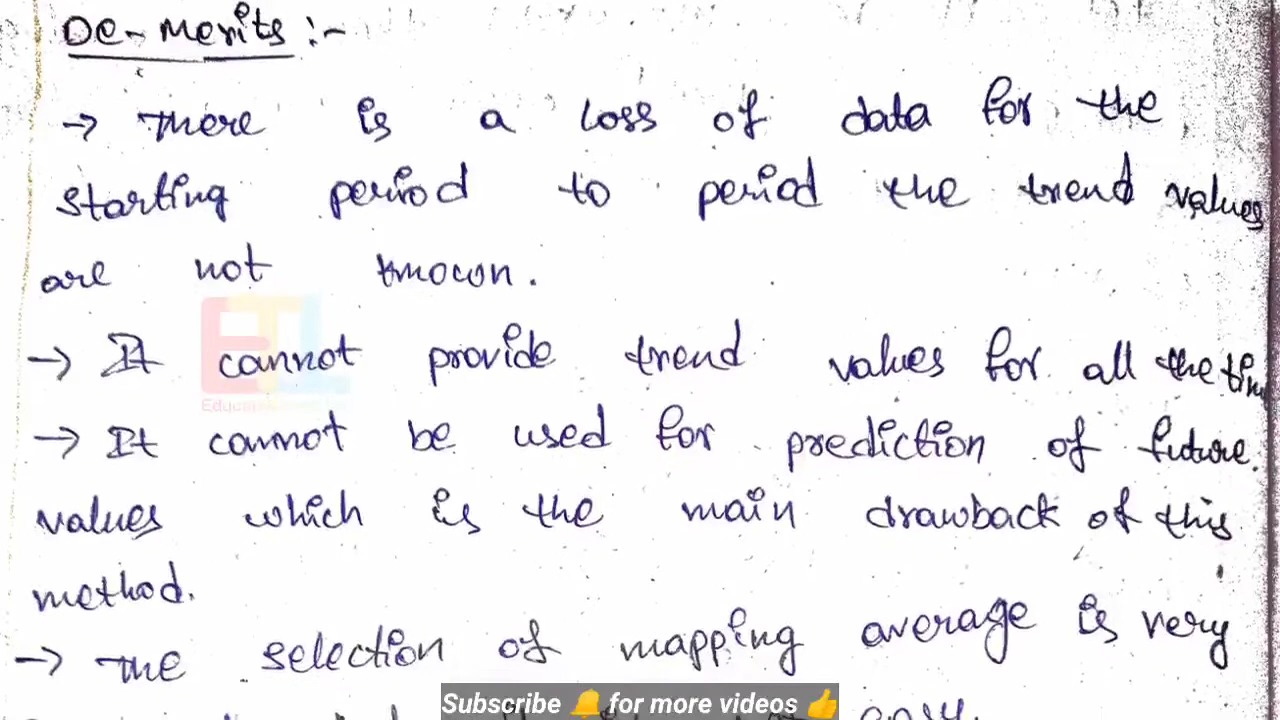 De-Merits :-
→ There is a loss of data for the
starting period to period the trend values
are not known.
→ It cannot provide trend values for all the tim
→ It cannot be used for prediction of future.
values which is the main drawback of this
method.
→ The selection of mapping average is very
easy.
Subscribe 🔔 for more videos 👍